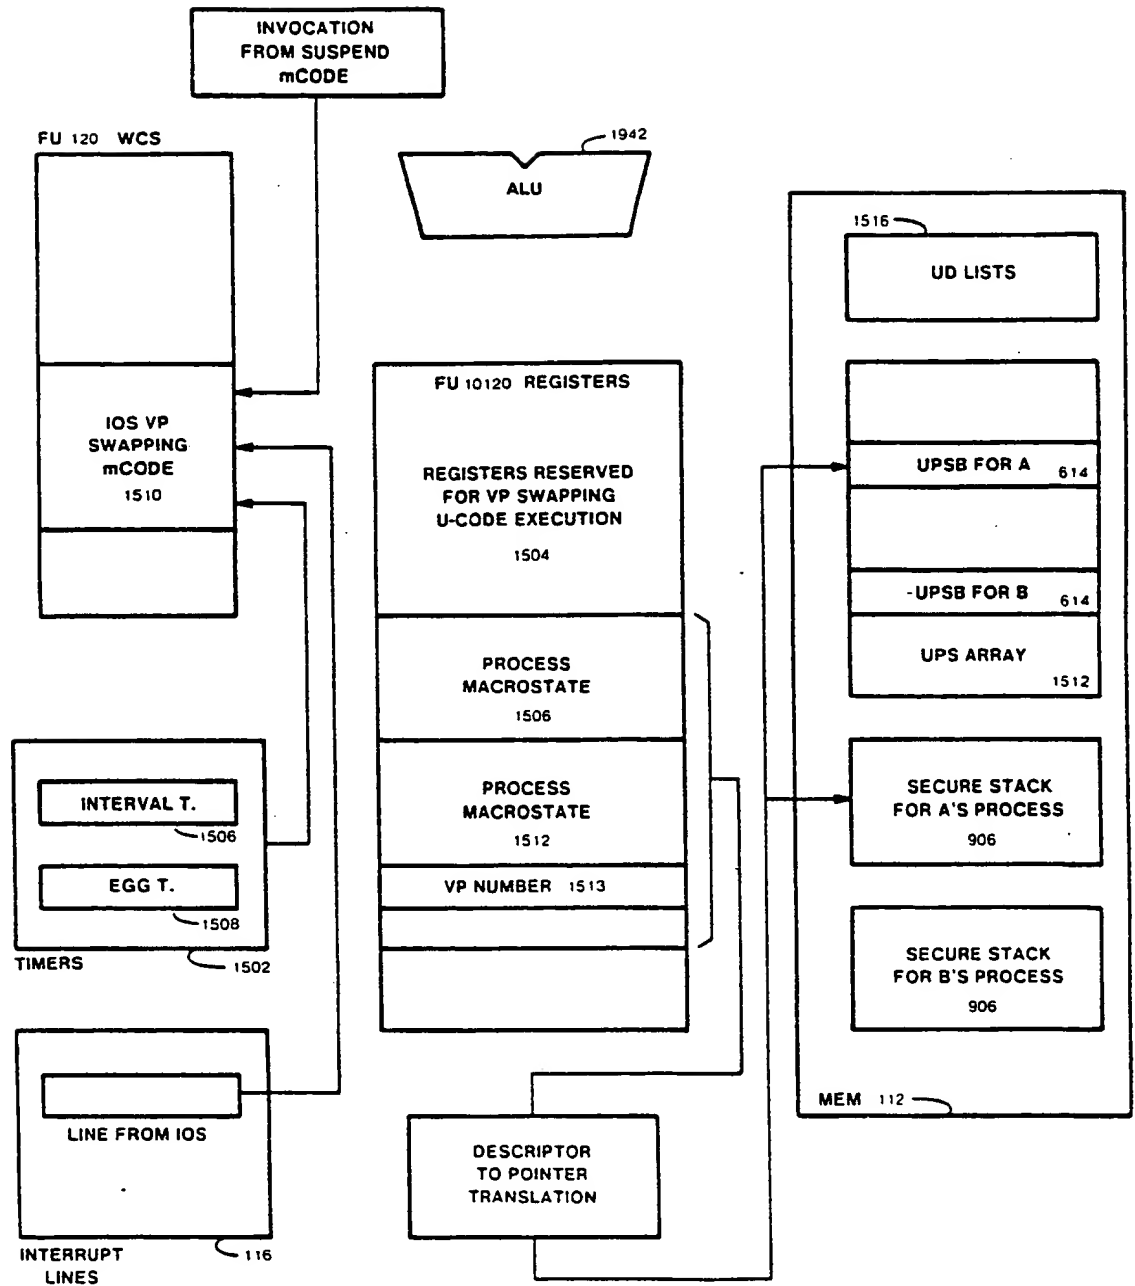 INVOCATION
FROM SUSPEND
mCODE
FU 120 WCS
1942
ALU
1516
UD LISTS
FU 10120 REGISTERS
IOS VP
SWAPPING
mCODE
1510
REGISTERS RESERVED
FOR VP SWAPPING
U-CODE EXECUTION
1504
UPSB FOR A
614
-UPSB FOR B
614
UPS ARRAY
1512
PROCESS
MACROSTATE
1506
PROCESS
MACROSTATE
1512
VP NUMBER 1513
INTERVAL T.
1506
EGG T.
1508
TIMERS
1502
SECURE STACK
FOR A'S PROCESS
906
SECURE STACK
FOR B'S PROCESS
906
MEM 112
LINE FROM IOS
DESCRIPTOR
TO POINTER
TRANSLATION
INTERRUPT
LINES
116